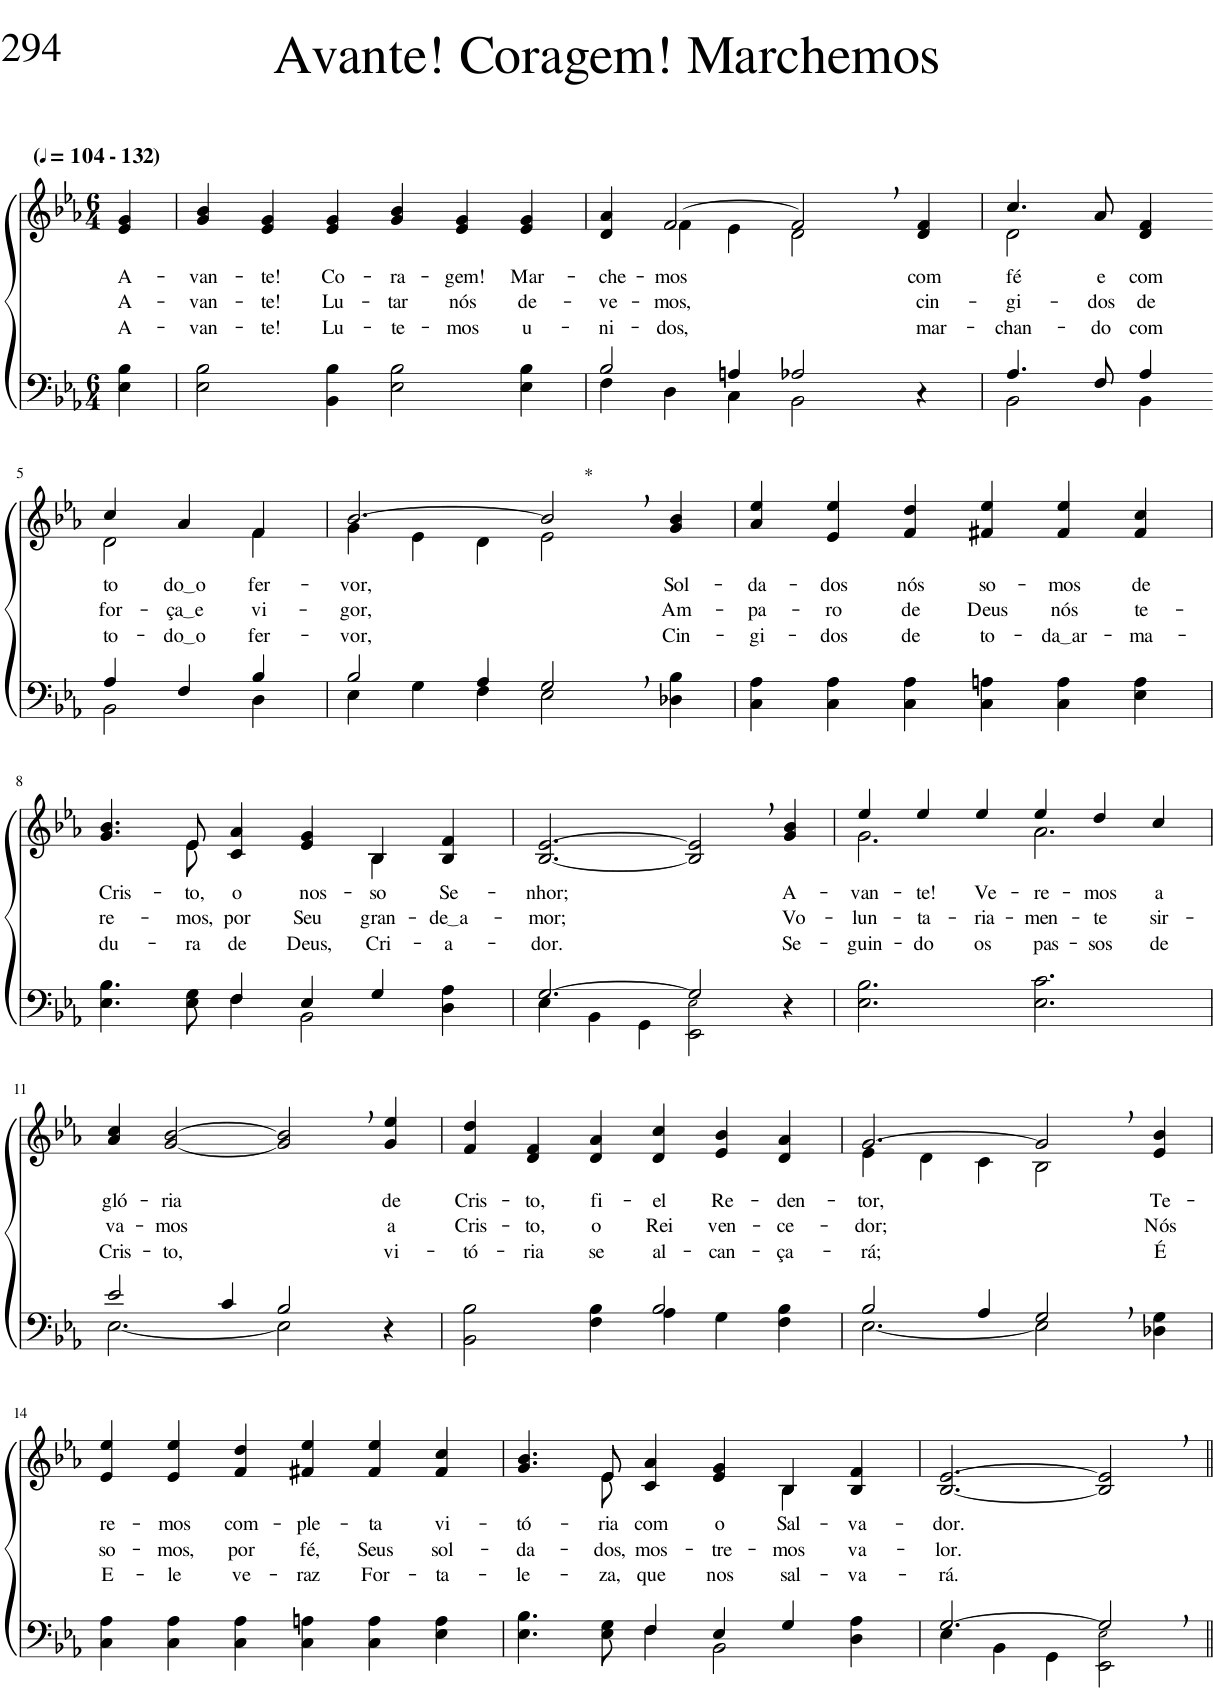 294
Avante! Coragem! Marchemos
(♩ = 104 - 132)
A - van - te! Co - ra - gem! Mar - che - mos com fé e com
A - van - te! Lu - tar nós de - ve - mos, cin - gi - dos de
A - van - te! Lu - te - mos u - ni - dos, mar - chan - do com
5
*
to do‿o fer - vor, Sol - da - dos nós so - mos de
for - ça‿e vi - gor, Am - pa - ro de Deus nós te -
to - do‿o fer - vor, Cin - gi - dos de to - da‿ar - ma -
8
Cris - to, o nos - so Se - nhor; A - van - te! Ve - re - mos a
re - mos, por Seu gran - de‿a - mor; Vo - lun - ta - ria - men - te sir -
du - ra de Deus, Cri - a - dor. Se - guin - do os pas - sos de
11
gló - ria de Cris - to, fi - el Re - den - tor, Te -
va - mos a Cris - to, o Rei ven - ce - dor; Nós
Cris - to, vi - tó - ria se al - can - ça - rá; É
14
re - mos com - ple - ta vi - tó - ria com o Sal - va - dor.
so - mos, por fé, Seus sol - da - dos, mos - tre - mos va - lor.
E - le ve - raz For - ta - le - za, que nos sal - va - rá.